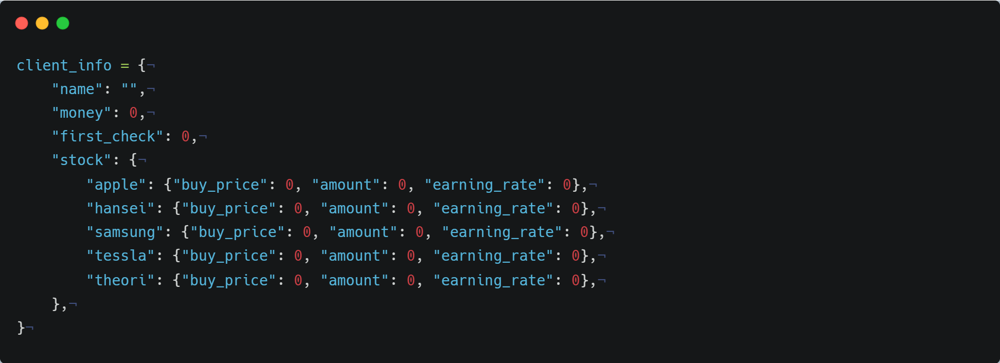 client_info = {¬
    "name": "",¬
    "money": 0,¬
    "first_check": 0,¬
    "stock": {¬
        "apple": {"buy_price": 0, "amount": 0, "earning_rate": 0},¬
        "hansei": {"buy_price": 0, "amount": 0, "earning_rate": 0},¬
        "samsung": {"buy_price": 0, "amount": 0, "earning_rate": 0},¬
        "tessla": {"buy_price": 0, "amount": 0, "earning_rate": 0},¬
        "theori": {"buy_price": 0, "amount": 0, "earning_rate": 0},¬
    },¬
}¬